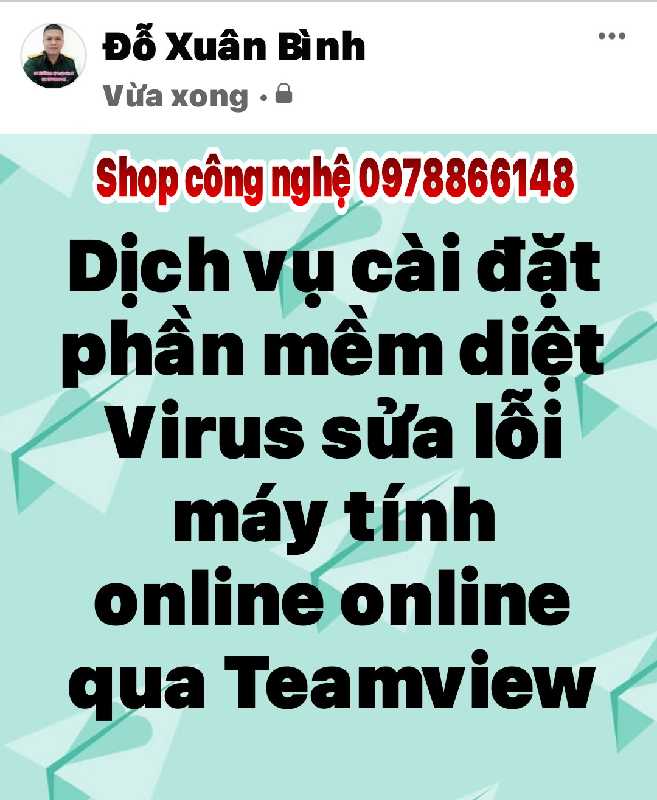 Đỗ Xuân Bình
Vừa xong
Shop công nghệ 0978866148
Dịch vụ cài đặt
phần mềm diệt
Virus sửa lỗi
máy tính
online online
qua Teamview